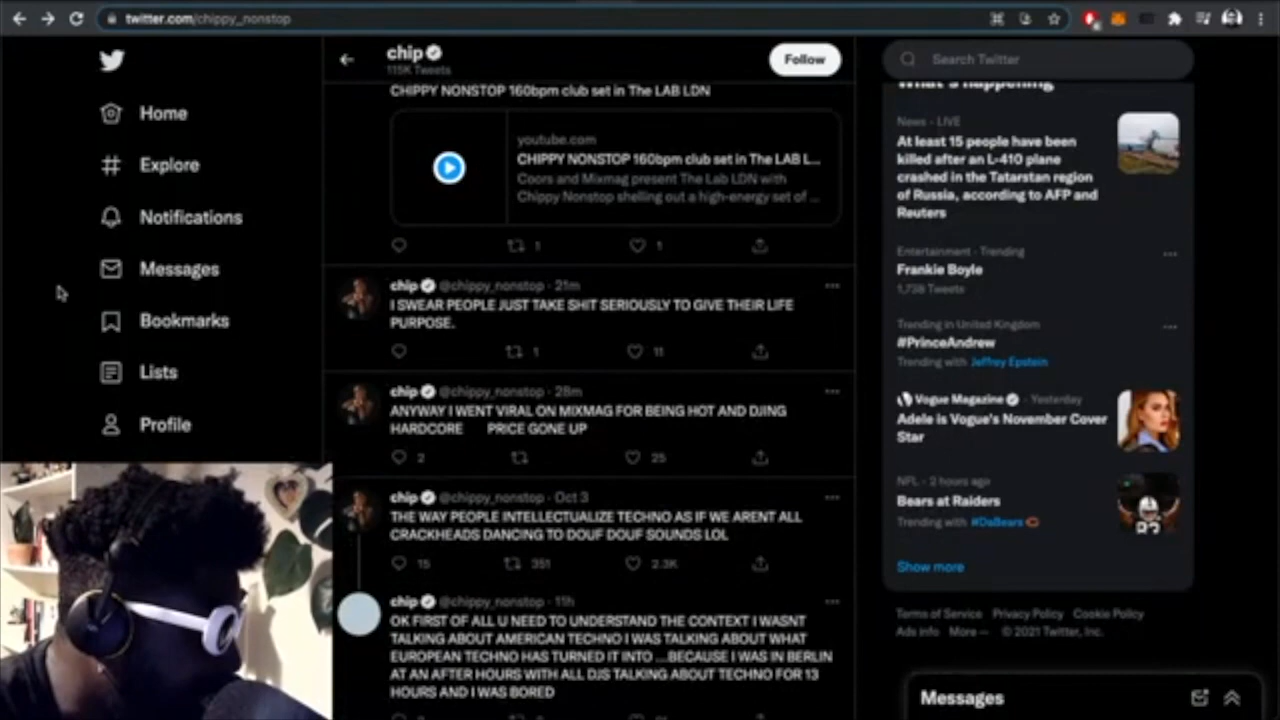 twitter.com/chippy_nonstop
chip
115K Tweets
Follow
Search Twitter
Home
Explore
Notifications
Messages
Bookmarks
Lists
Profile
CHIPPY NONSTOP 160bpm club set in The LAB LDN
youtube.com
CHIPPY NONSTOP 160bpm club set in The LAB L...
Coors and Mixmag present The Lab LDN with
Chippy Nonstop shelling out a high-energy set of ...
1 1
chip @chippy_nonstop · 21m
I SWEAR PEOPLE JUST TAKE SHIT SERIOUSLY TO GIVE THEIR LIFE
PURPOSE.
1 11
chip @chippy_nonstop · 28m
ANYWAY I WENT VIRAL ON MIXMAG FOR BEING HOT AND DJING
HARDCORE PRICE GONE UP
2 25
chip @chippy_nonstop · Oct 3
THE WAY PEOPLE INTELLECTUALIZE TECHNO AS IF WE ARENT ALL
CRACKHEADS DANCING TO DOUF DOUF SOUNDS LOL
15 351 2.3K
chip @chippy_nonstop · 11h
OK FIRST OF ALL U NEED TO UNDERSTAND THE CONTEXT I WASNT
TALKING ABOUT AMERICAN TECHNO I WAS TALKING ABOUT WHAT
EUROPEAN TECHNO HAS TURNED IT INTO ...BECAUSE I WAS IN BERLIN
AT AN AFTER HOURS WITH ALL DJS TALKING ABOUT TECHNO FOR 13
HOURS AND I WAS BORED
What's happening
News · LIVE
At least 15 people have been
killed after an L-410 plane
crashed in the Tatarstan region
of Russia, according to AFP and
Reuters
Entertainment · Trending
Frankie Boyle
1,738 Tweets
Trending in United Kingdom
#PrinceAndrew
Trending with Jeffrey Epstein
Vogue Magazine · Yesterday
Adele is Vogue's November Cover
Star
NFL · 2 hours ago
Bears at Raiders
Trending with #DaBears
Show more
Terms of Service Privacy Policy Cookie Policy
Ads info More ··· © 2021 Twitter, Inc.
Messages